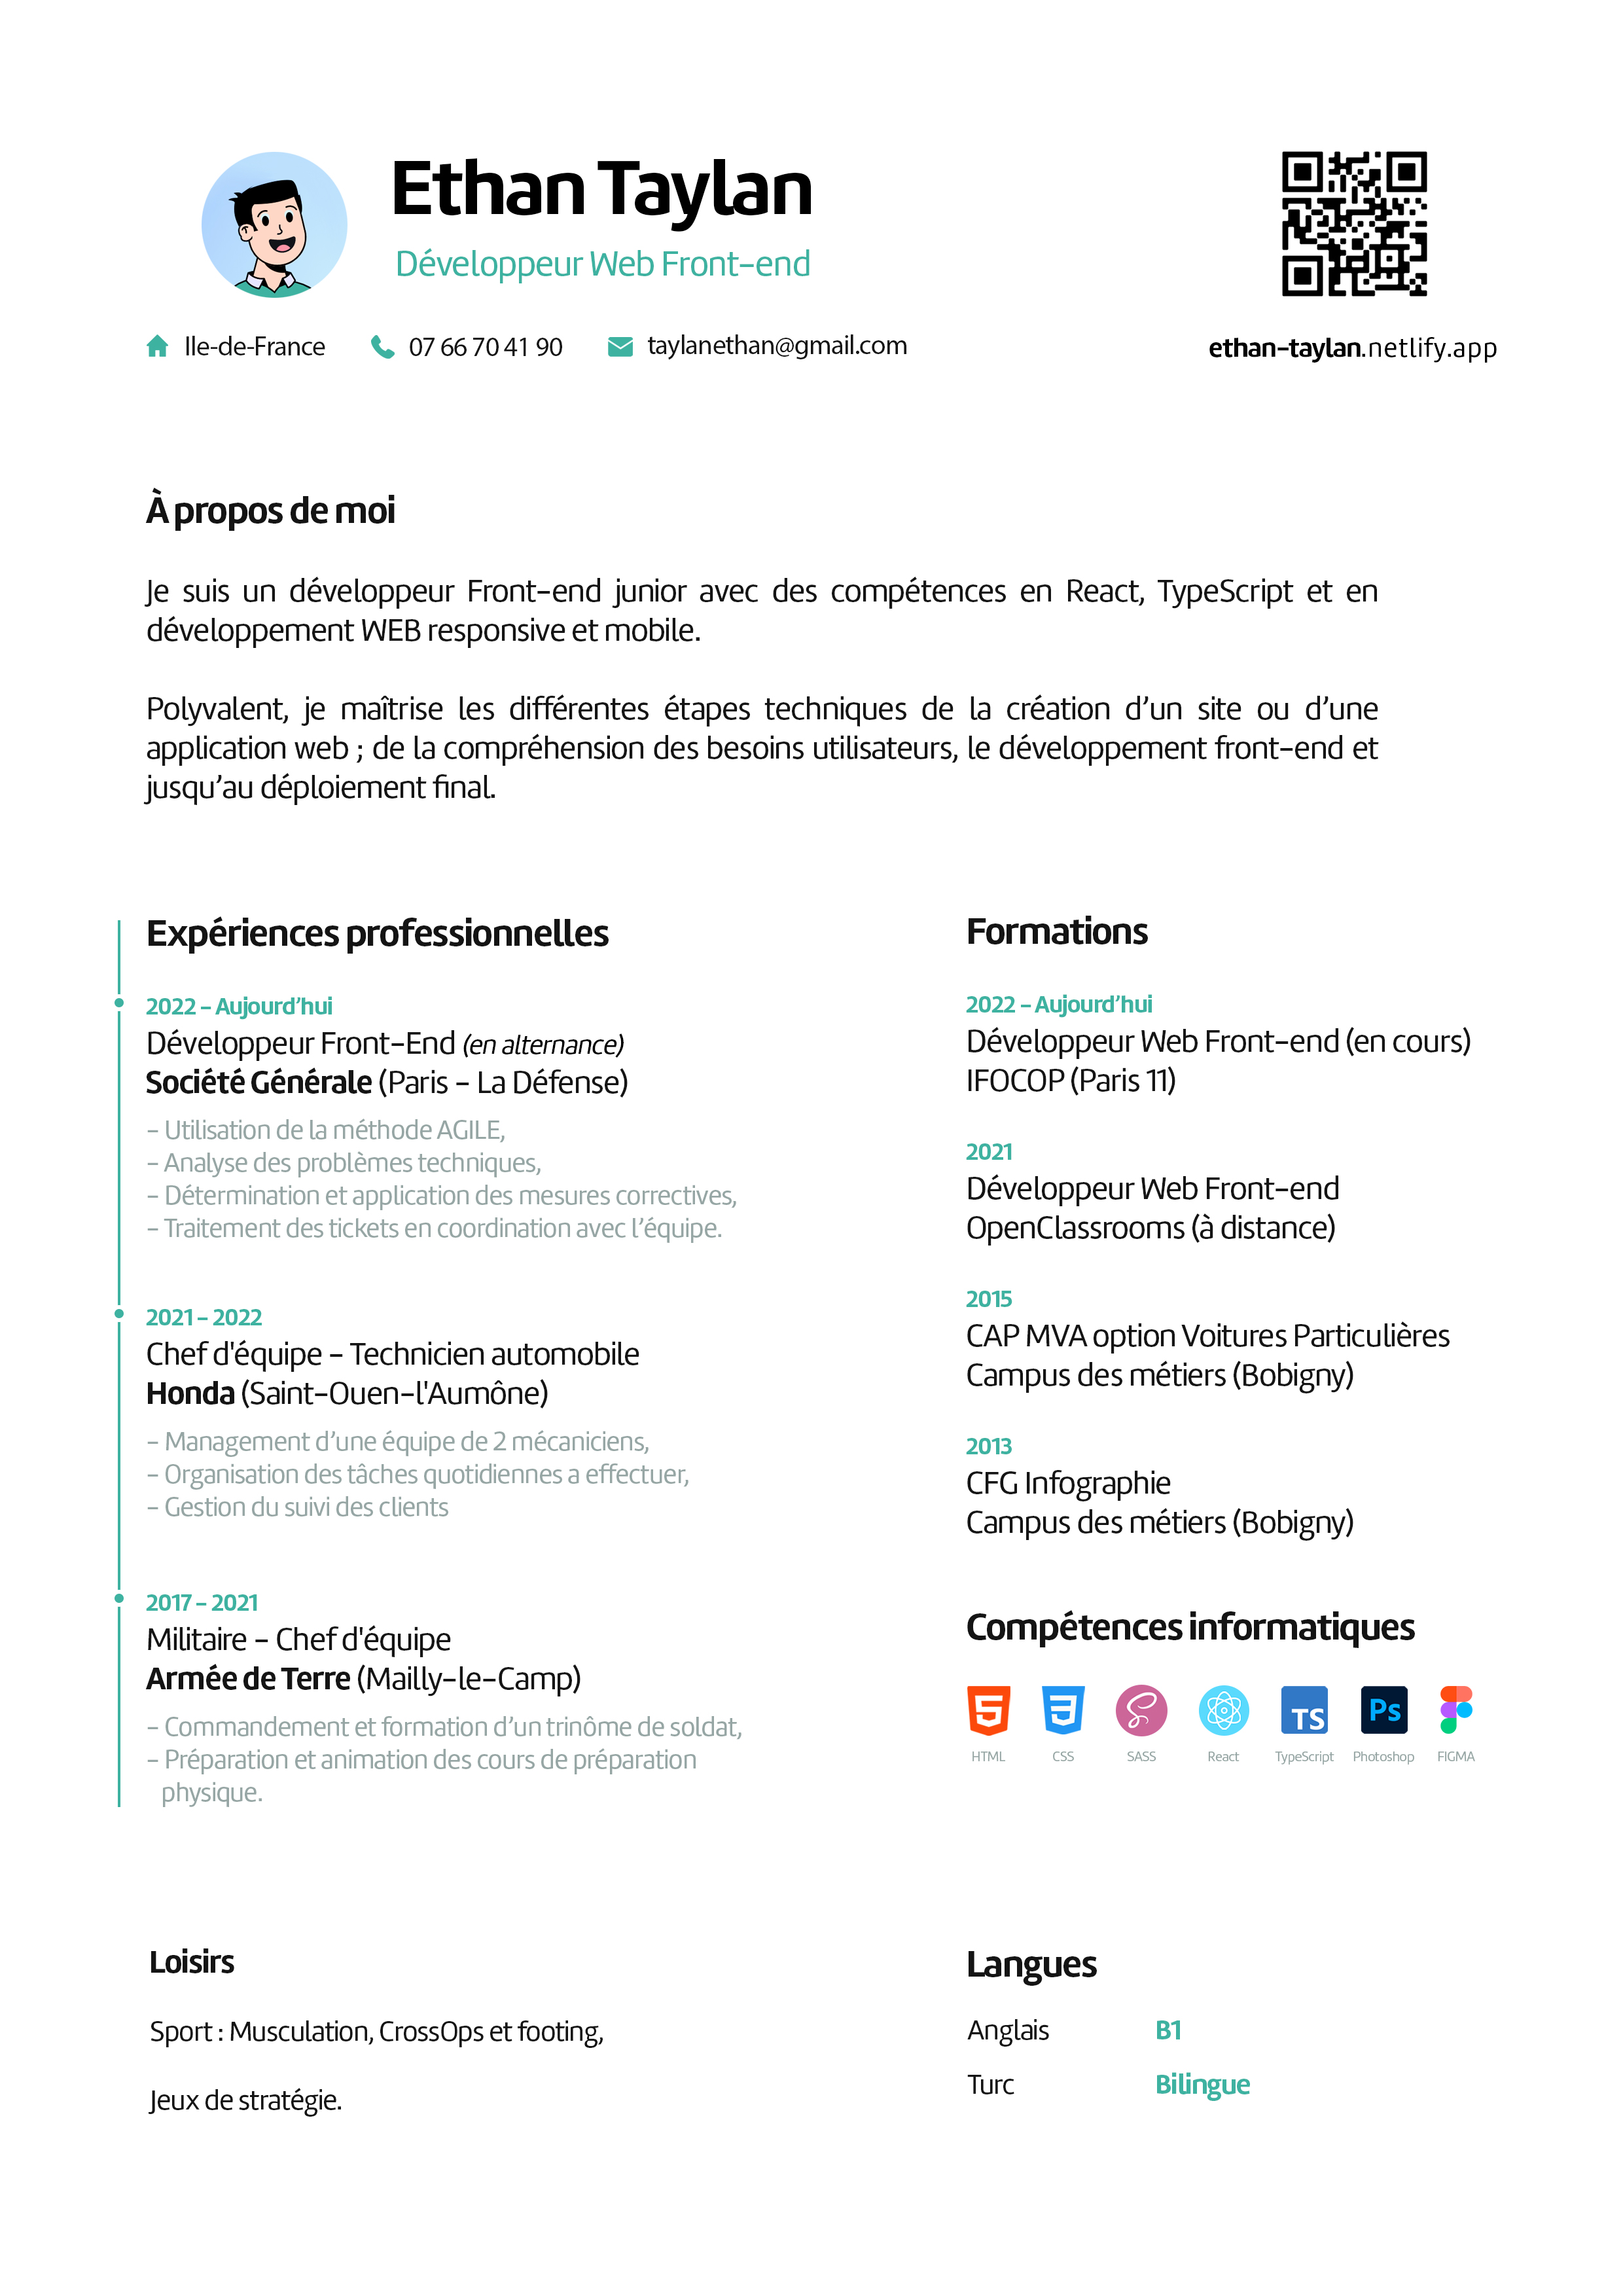 Ethan Taylan
Développeur Web Front-end
Ile-de-France
07 66 70 41 90
taylanethan@gmail.com
ethan-taylan.netlify.app
À propos de moi
Je suis un développeur Front-end junior avec des compétences en React, TypeScript et en
développement WEB responsive et mobile.
Polyvalent, je maîtrise les différentes étapes techniques de la création d’un site ou d’une
application web ; de la compréhension des besoins utilisateurs, le développement front-end et
jusqu’au déploiement final.
Expériences professionnelles
2022 - Aujourd’hui
Développeur Front-End (en alternance)
Société Générale (Paris - La Défense)
- Utilisation de la méthode AGILE,
- Analyse des problèmes techniques,
- Détermination et application des mesures correctives,
- Traitement des tickets en coordination avec l’équipe.
2021 - 2022
Chef d'équipe - Technicien automobile
Honda (Saint-Ouen-l'Aumône)
- Management d’une équipe de 2 mécaniciens,
- Organisation des tâches quotidiennes a effectuer,
- Gestion du suivi des clients
2017 - 2021
Militaire - Chef d'équipe
Armée de Terre (Mailly-le-Camp)
- Commandement et formation d’un trinôme de soldat,
- Préparation et animation des cours de préparation
physique.
Formations
2022 - Aujourd’hui
Développeur Web Front-end (en cours)
IFOCOP (Paris 11)
2021
Développeur Web Front-end
OpenClassrooms (à distance)
2015
CAP MVA option Voitures Particulières
Campus des métiers (Bobigny)
2013
CFG Infographie
Campus des métiers (Bobigny)
Compétences informatiques
5 3 S TS Ps
HTML CSS SASS React TypeScript Photoshop FIGMA
Loisirs
Sport : Musculation, CrossOps et footing,
Jeux de stratégie.
Langues
Anglais B1
Turc Bilingue